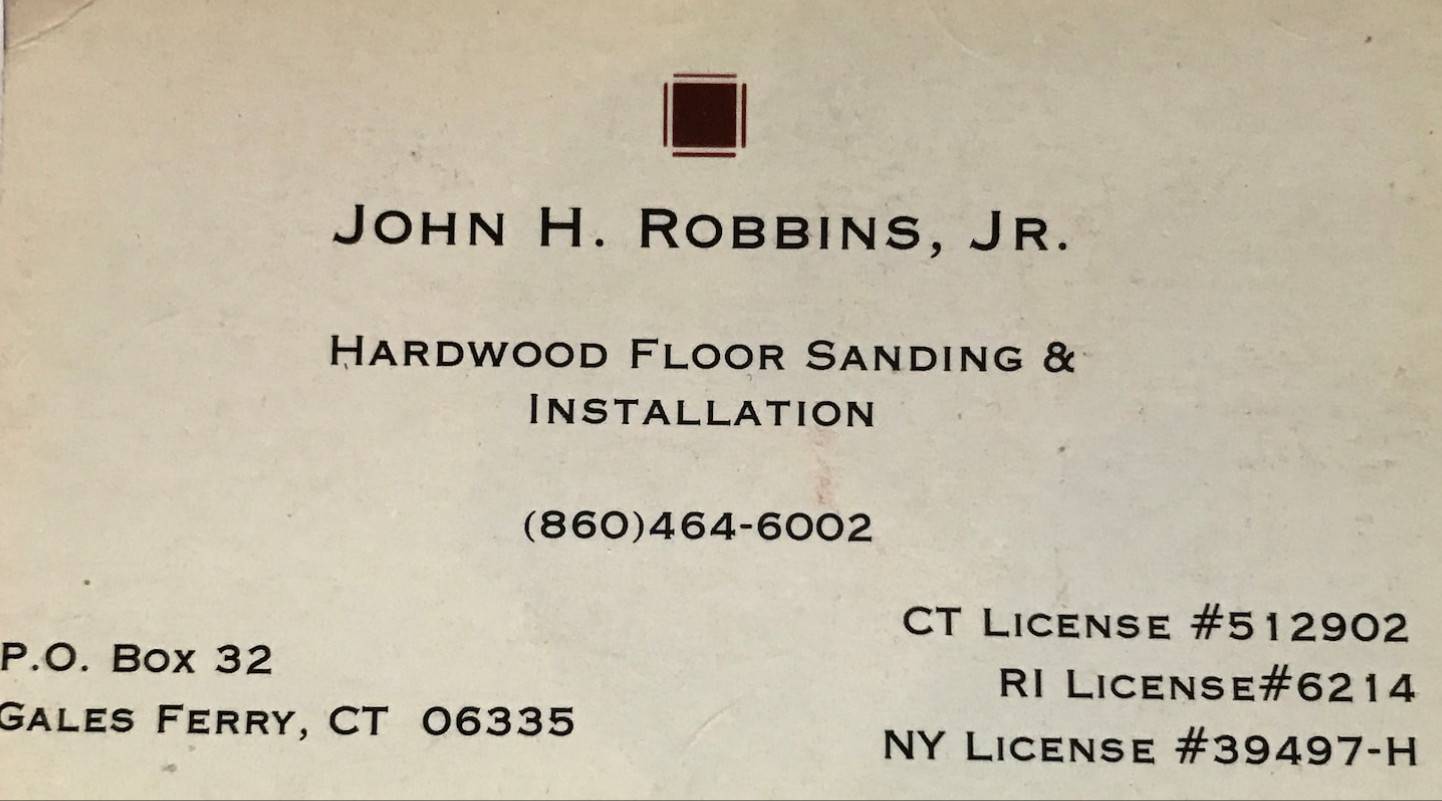 John H. Robbins, Jr.
Hardwood Floor Sanding &
Installation
(860)464-6002
P.O. Box 32
Gales Ferry, CT 06335
CT License #512902
RI License#6214
NY License #39497-H